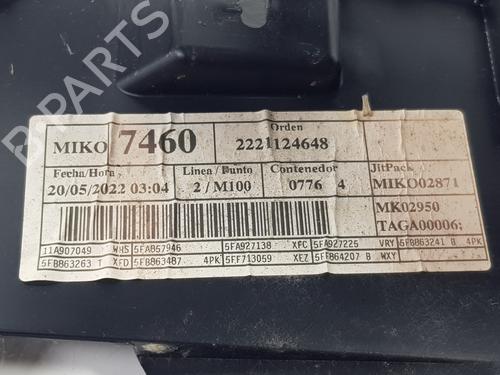 B-PARTS
MIKO 7460
Orden
2221124648
Fecha/Hora
20/05/2022 03:04
Linea / Punto
2 / M100
Contenedor
0776 4
JitPack
MIKO02871
MK02950
TAGA00006;
11A907049 WHS 5FA857946 5FA927138 XFC 5FA927225 VRY 5FB863241 B 4PK
5FB863263 T XFD 5FB863487 4PK 5FF713059 XEZ 5FB864207 B WXY